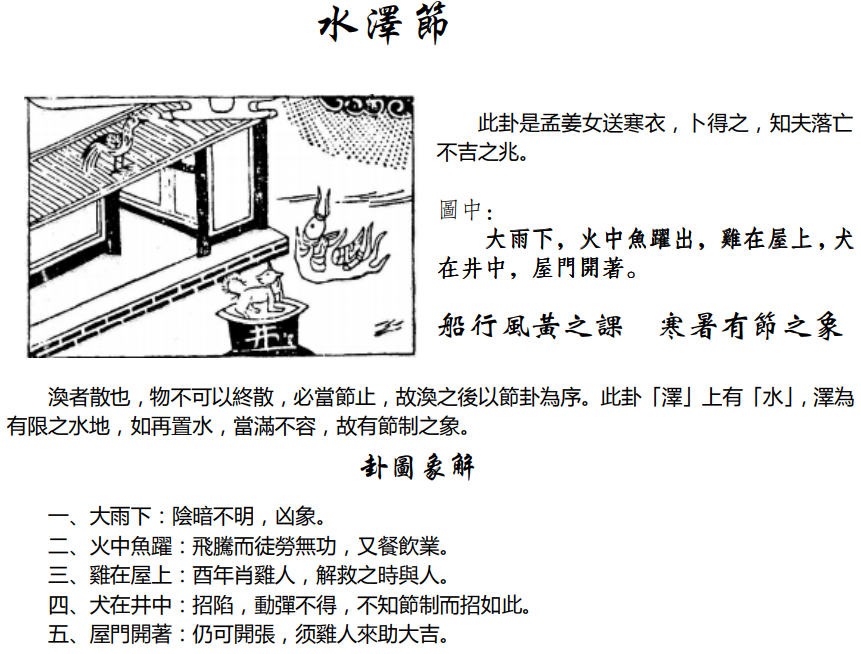 水澤節
此卦是孟姜女送寒衣，卜得之，知夫落亡
不吉之兆。
圖中：
大雨下，火中魚躍出，雞在屋上，犬
在井中，屋門開著。
井
船行風黃之課　寒暑有節之象
渙者散也，物不可以終散，必當節止，故渙之後以節卦為序。此卦「澤」上有「水」，澤為
有限之水地，如再置水，當滿不容，故有節制之象。
卦圖象解
一、大雨下：陰暗不明，凶象。
二、火中魚躍：飛騰而徒勞無功，又餐飲業。
三、雞在屋上：酉年肖雞人，解救之時與人。
四、犬在井中：招陷，動彈不得，不知節制而招如此。
五、屋門開著：仍可開張，须雞人來助大吉。